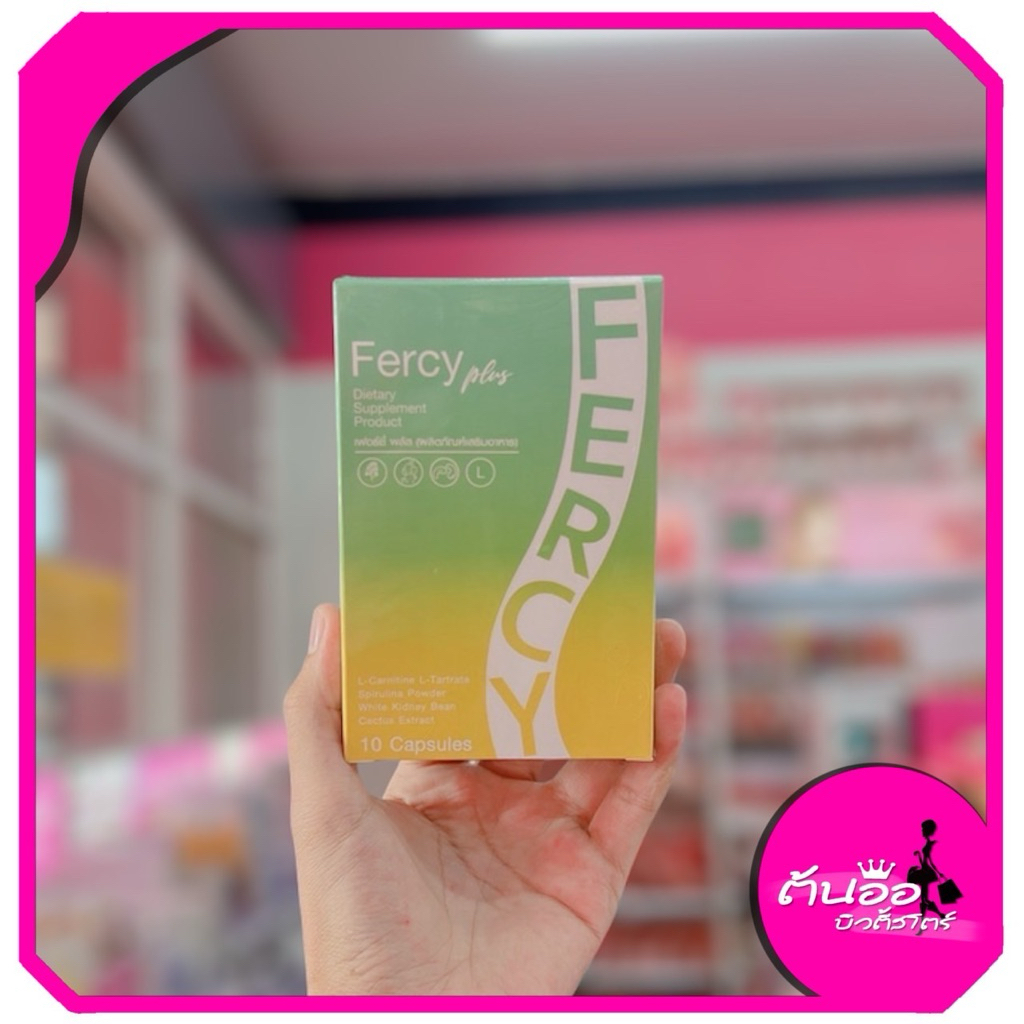 Fercy plus
Dietary
Supplement
Product
เฟอร์ซี่ พลัส (ผลิตภัณฑ์เสริมอาหาร)
L
FERCY
L-Carnitine L-Tartrate
Spirulina Powder
White Kidney Bean
Cactus Extract
10 Capsules
ต้นอ้อ
บิวตี้สโตร์